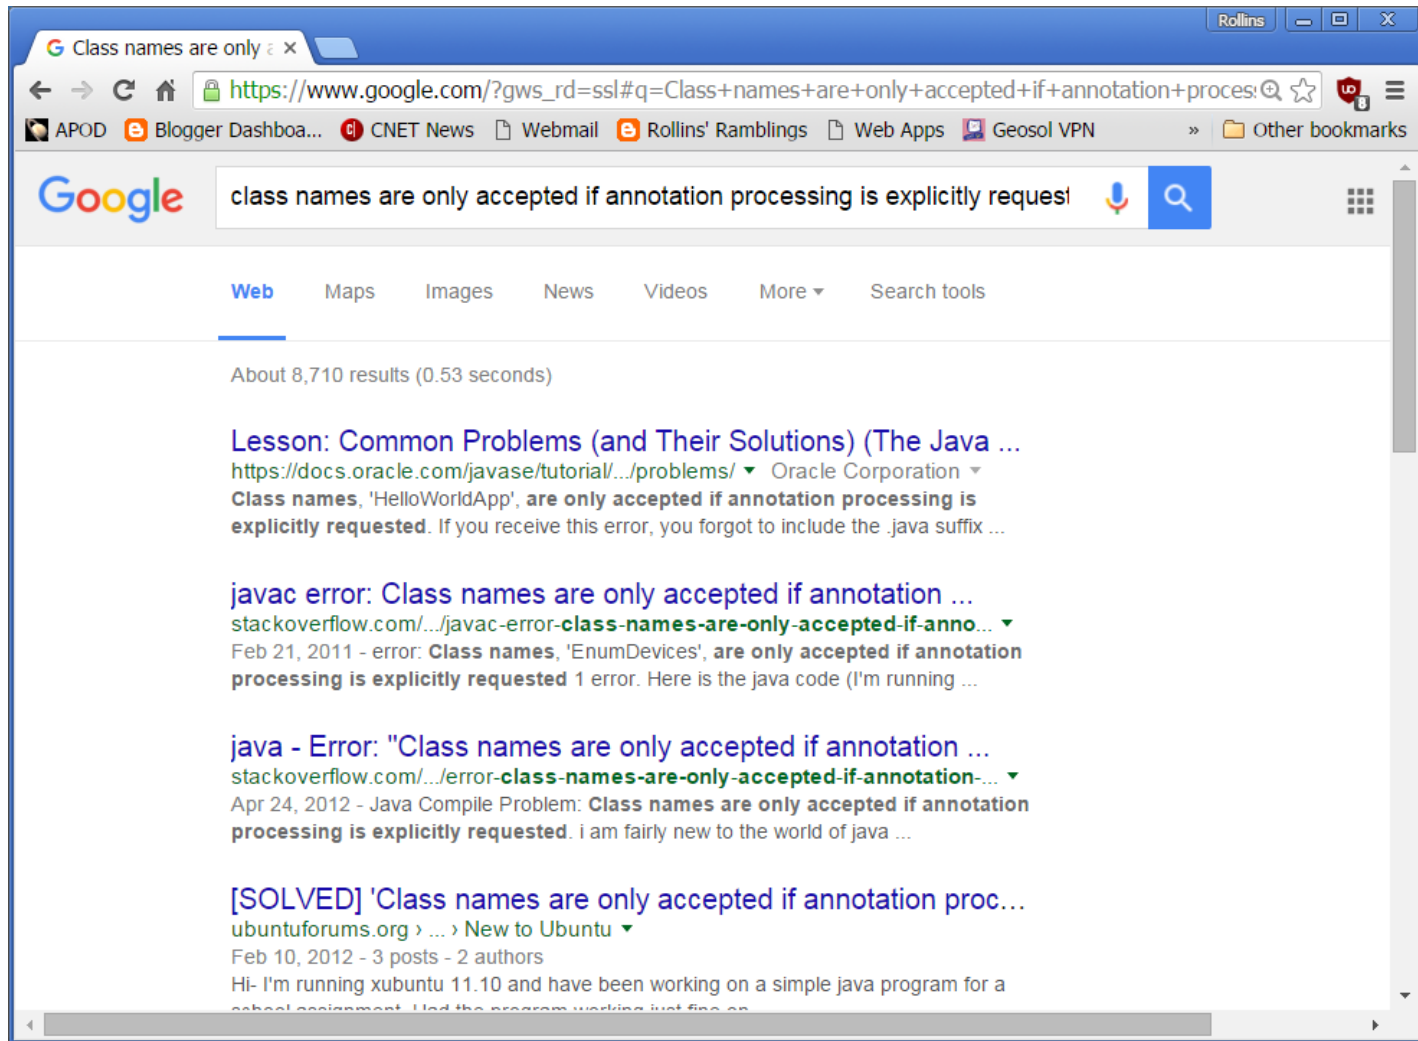 Rollins
Class names are only a
https://www.google.com/?gws_rd=ssl#q=Class+names+are+only+accepted+if+annotation+proces
8
APOD Blogger Dashboa... CNET News Webmail Rollins' Ramblings Web Apps Geosol VPN » Other bookmarks
Google class names are only accepted if annotation processing is explicitly request
Web Maps Images News Videos More Search tools
About 8,710 results (0.53 seconds)
Lesson: Common Problems (and Their Solutions) (The Java ...
https://docs.oracle.com/javase/tutorial/.../problems/ Oracle Corporation
Class names, 'HelloWorldApp', are only accepted if annotation processing is
explicitly requested. If you receive this error, you forgot to include the .java suffix ...
javac error: Class names are only accepted if annotation ...
stackoverflow.com/.../javac-error-class-names-are-only-accepted-if-anno...
Feb 21, 2011 - error: Class names, 'EnumDevices', are only accepted if annotation
processing is explicitly requested 1 error. Here is the java code (I'm running ...
java - Error: "Class names are only accepted if annotation ...
stackoverflow.com/.../error-class-names-are-only-accepted-if-annotation-...
Apr 24, 2012 - Java Compile Problem: Class names are only accepted if annotation
processing is explicitly requested. i am fairly new to the world of java ...
[SOLVED] 'Class names are only accepted if annotation proc...
ubuntuforums.org › ... › New to Ubuntu
Feb 10, 2012 - 3 posts - 2 authors
Hi- I'm running xubuntu 11.10 and have been working on a simple java program for a
school assignment. Had the program working just fine on